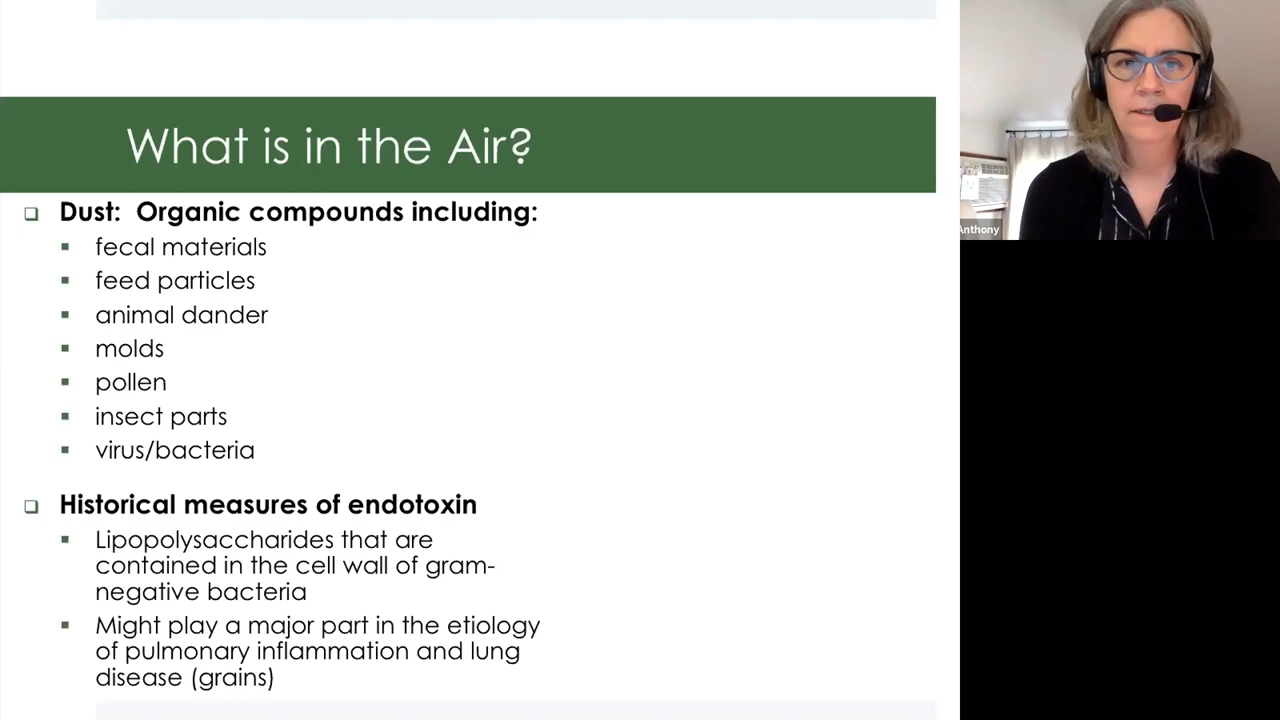 What is in the Air?
Dust:  Organic compounds including:
fecal materials
feed particles
animal dander
molds
pollen
insect parts
virus/bacteria
Historical measures of endotoxin
Lipopolysaccharides that are
contained in the cell wall of gram-
negative bacteria
Might play a major part in the etiology
of pulmonary inflammation and lung
disease (grains)
Anthony